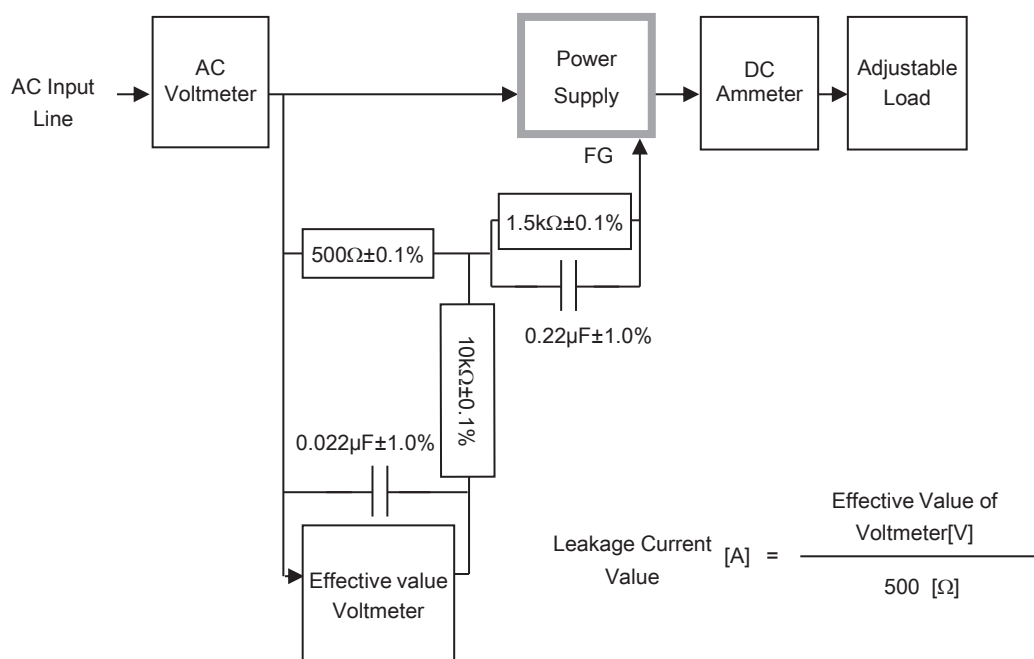 AC Input
Line
AC
Voltmeter
Power
Supply
DC
Ammeter
Adjustable
Load
FG
1.5kΩ±0.1%
500Ω±0.1%
0.22µF±1.0%
10kΩ±0.1%
0.022µF±1.0%
Effective value
Voltmeter
Leakage Current
Value
[A] =
Effective Value of
Voltmeter[V]
500 [Ω]